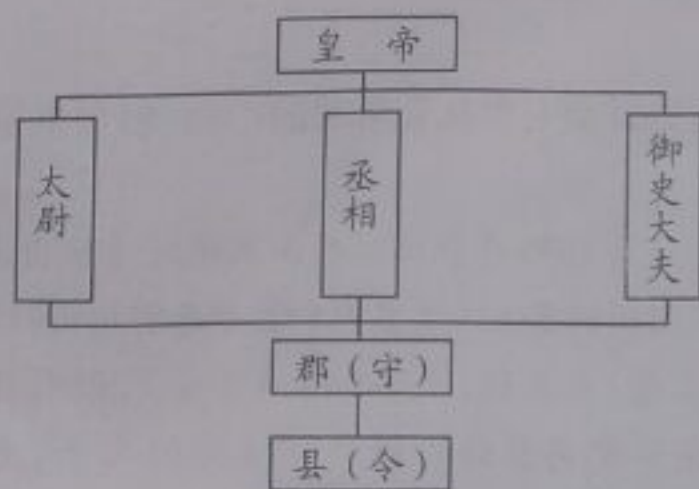 皇 帝
太尉
丞相
御史大夫
郡（守）
县（令）